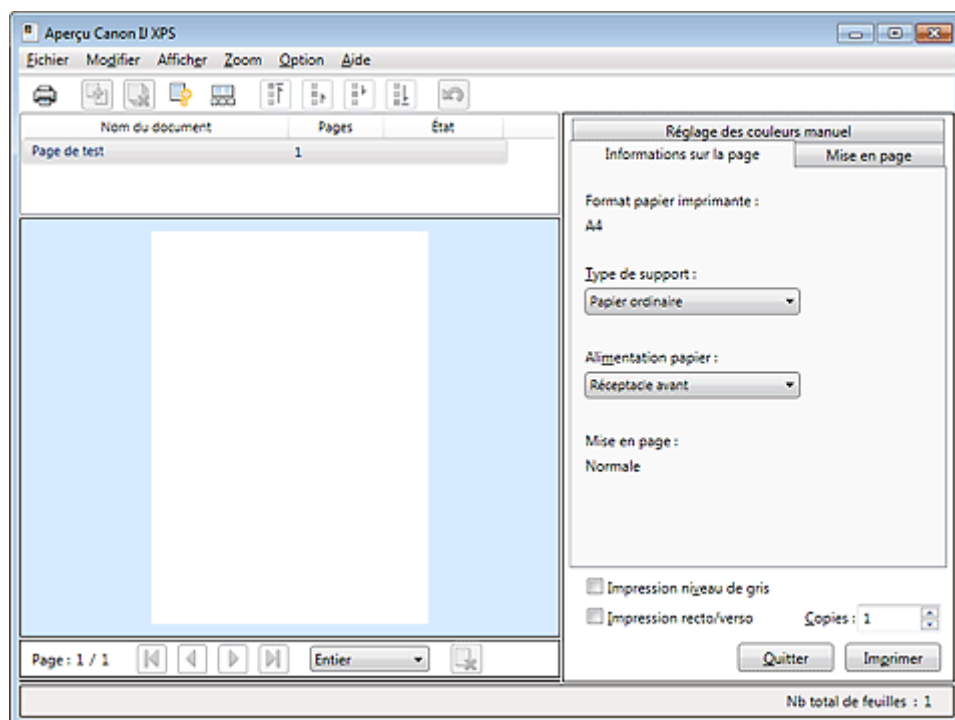 Aperçu Canon IJ XPS
Fichier Modifier Afficher Zoom Option Aide
Nom du document Pages État
Page de test 1
Réglage des couleurs manuel
Informations sur la page Mise en page
Format papier imprimante :
A4
Type de support :
Papier ordinaire
Alimentation papier :
Réceptacle avant
Mise en page :
Normale
Impression niveau de gris
Impression recto/verso Copies : 1
Page : 1 / 1 Entier Quitter Imprimer
Nb total de feuilles : 1